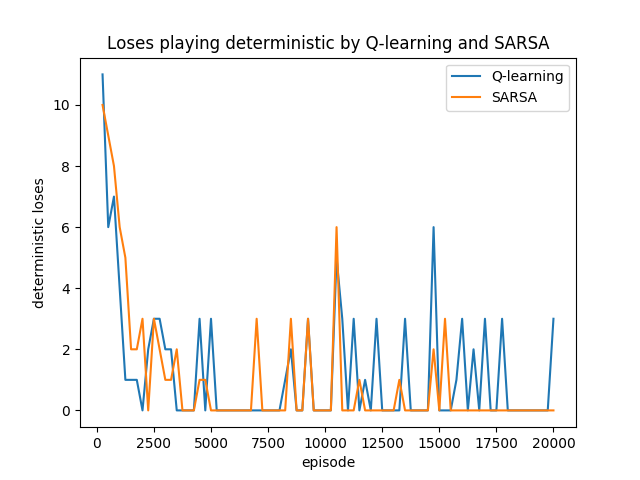 Loses playing deterministic by Q-learning and SARSA
Q-learning
SARSA
deterministic loses
10
8
6
4
2
0
0 2500 5000 7500 10000 12500 15000 17500 20000
episode